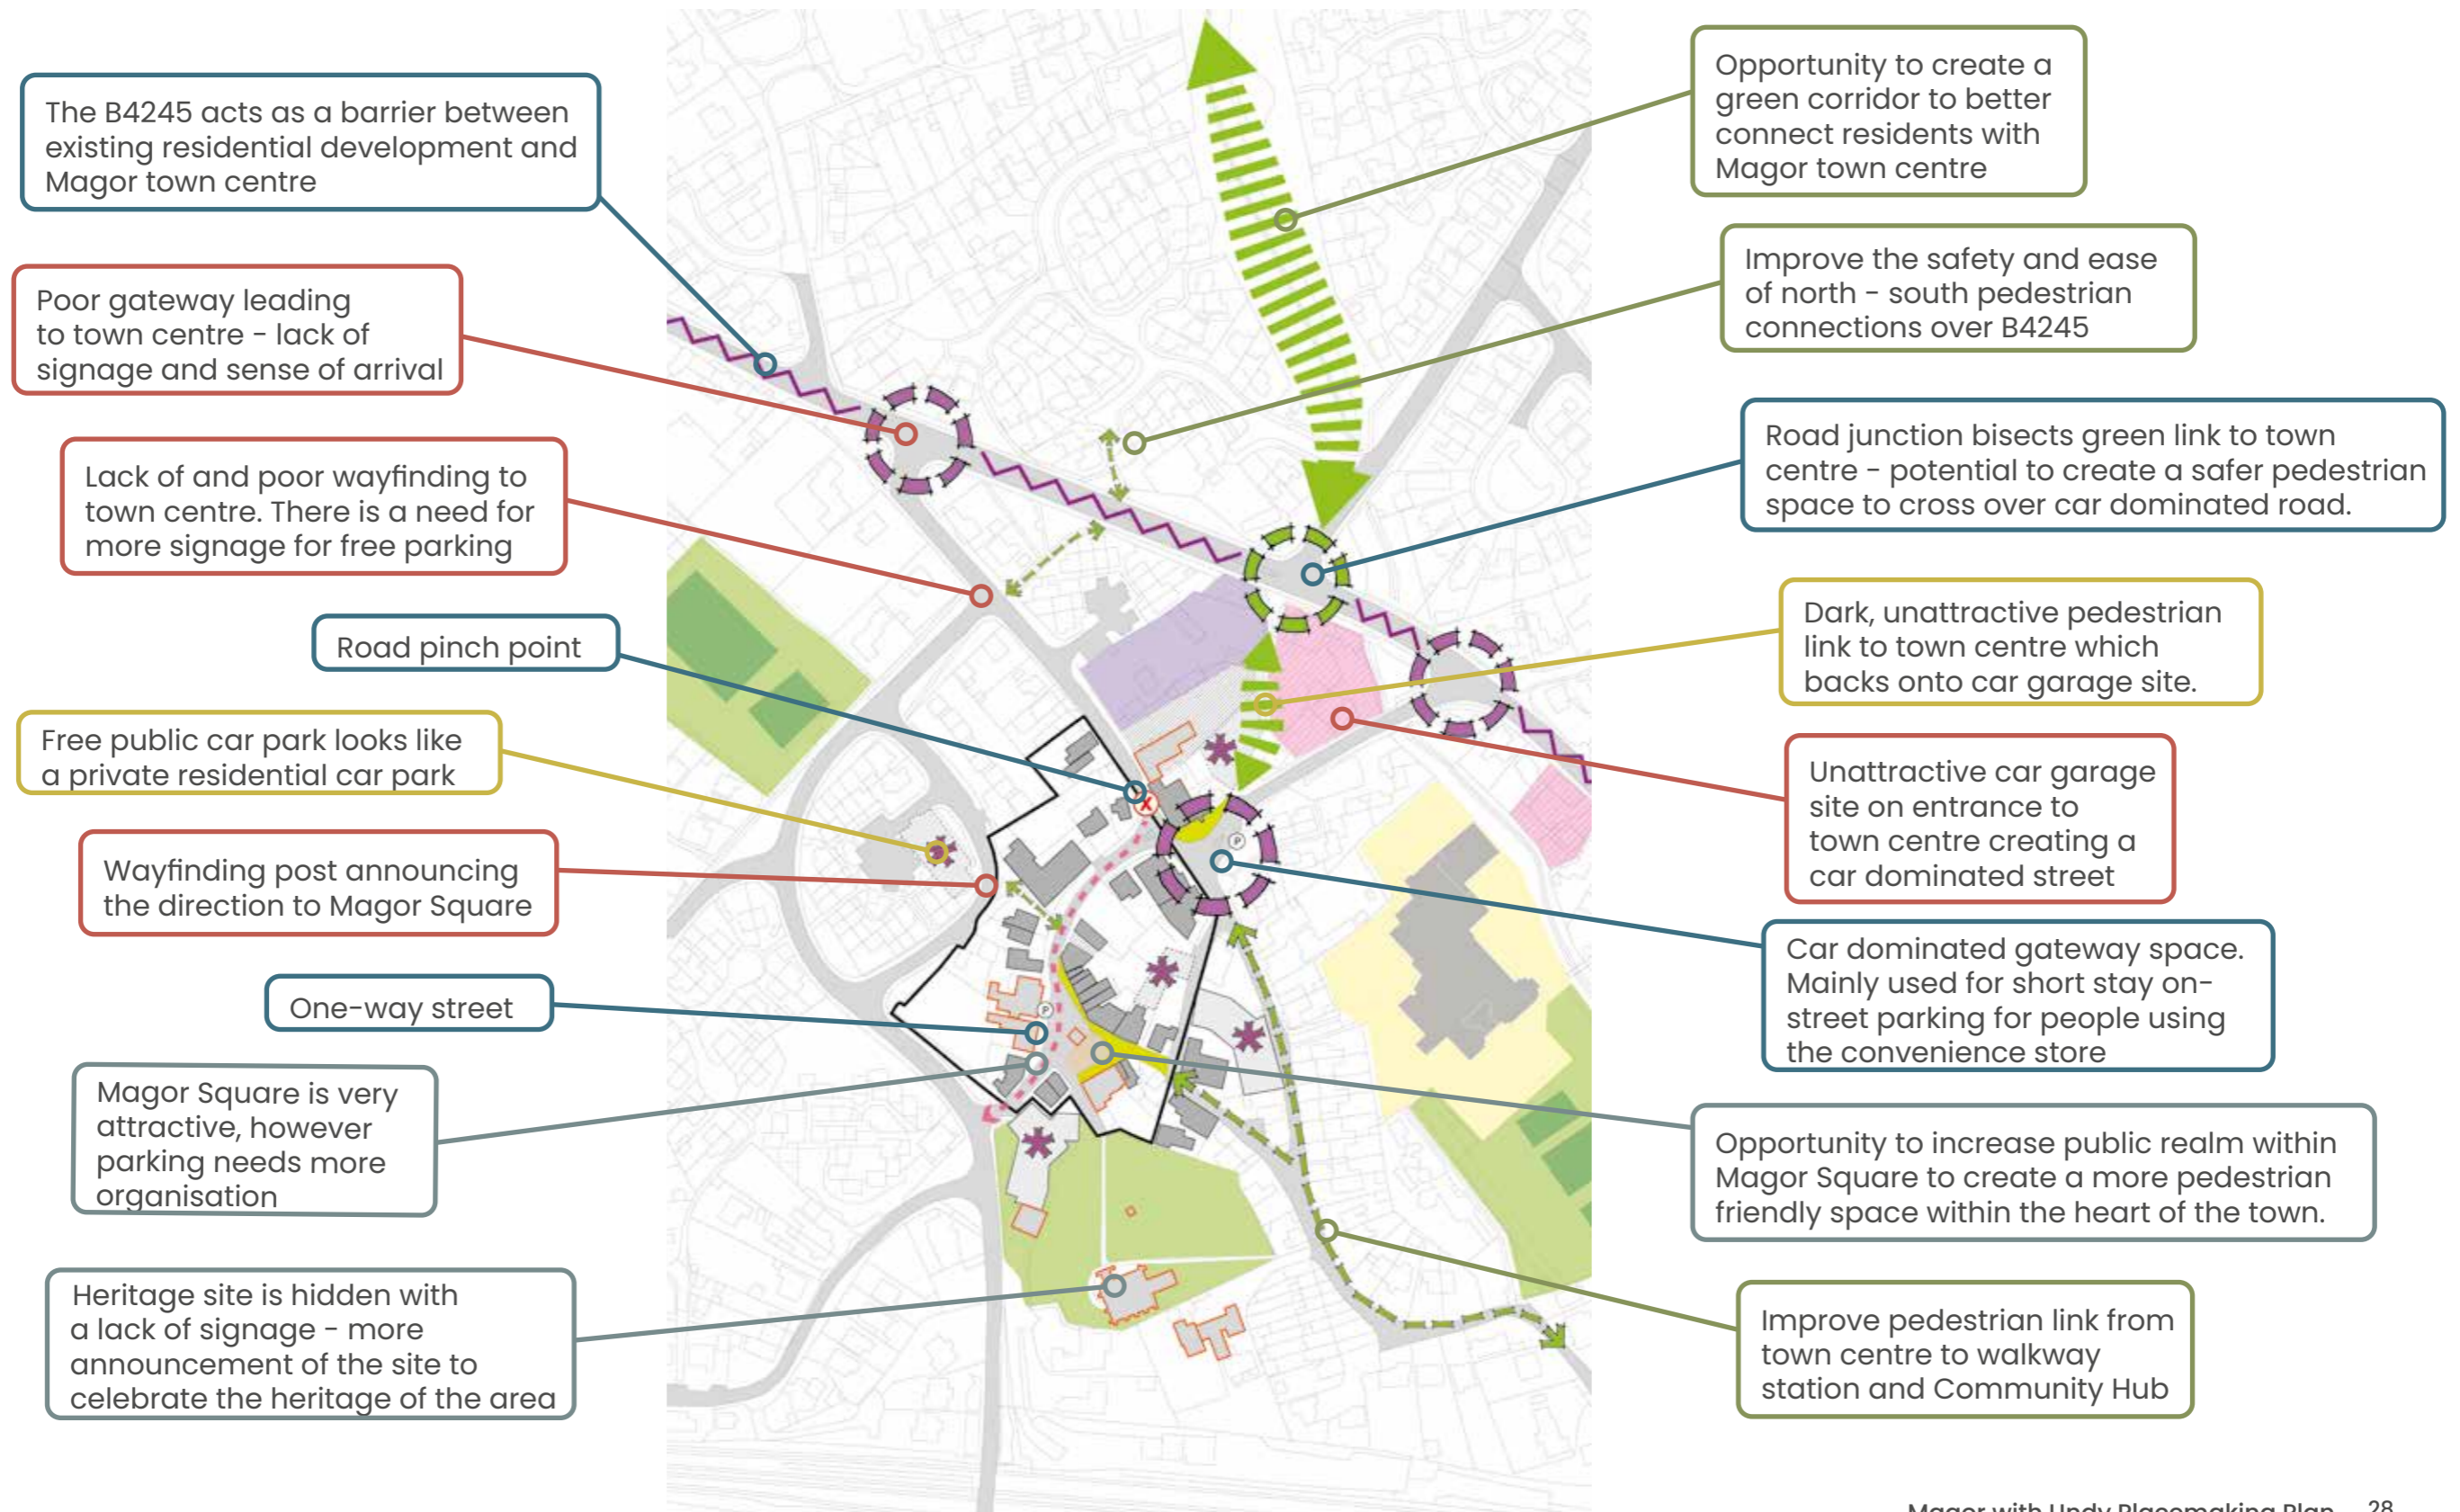 The B4245 acts as a barrier between
existing residential development and
Magor town centre
Poor gateway leading
to town centre - lack of
signage and sense of arrival
Lack of and poor wayfinding to
town centre. There is a need for
more signage for free parking
Road pinch point
Free public car park looks like
a private residential car park
Wayfinding post announcing
the direction to Magor Square
One-way street
Magor Square is very
attractive, however
parking needs more
organisation
Heritage site is hidden with
a lack of signage - more
announcement of the site to
celebrate the heritage of the area
X
P
P
Opportunity to create a
green corridor to better
connect residents with
Magor town centre
Improve the safety and ease
of north - south pedestrian
connections over B4245
Road junction bisects green link to town
centre - potential to create a safer pedestrian
space to cross over car dominated road.
Dark, unattractive pedestrian
link to town centre which
backs onto car garage site.
Unattractive car garage
site on entrance to
town centre creating a
car dominated street
Car dominated gateway space.
Mainly used for short stay on-
street parking for people using
the convenience store
Opportunity to increase public realm within
Magor Square to create a more pedestrian
friendly space within the heart of the town.
Improve pedestrian link from
town centre to walkway
station and Community Hub
Magor with Undy Placemaking Plan 28